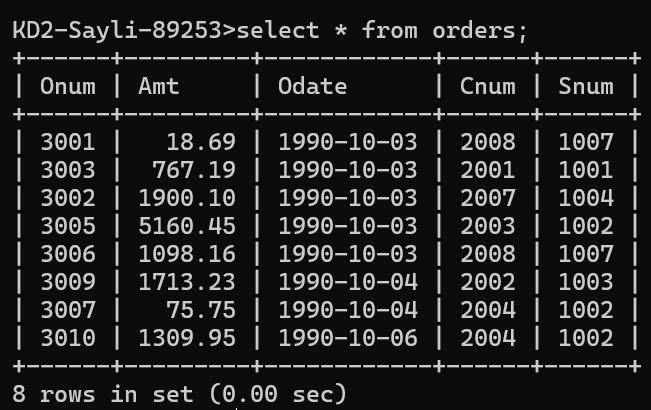 KD2-Sayli-89253>select * from orders;
+------+---------+------------+------+------+
| Onum | Amt     | Odate      | Cnum | Snum |
+------+---------+------------+------+------+
| 3001 |   18.69 | 1990-10-03 | 2008 | 1007 |
| 3003 |  767.19 | 1990-10-03 | 2001 | 1001 |
| 3002 | 1900.10 | 1990-10-03 | 2007 | 1004 |
| 3005 | 5160.45 | 1990-10-03 | 2003 | 1002 |
| 3006 | 1098.16 | 1990-10-03 | 2008 | 1007 |
| 3009 | 1713.23 | 1990-10-04 | 2002 | 1003 |
| 3007 |   75.75 | 1990-10-04 | 2004 | 1002 |
| 3010 | 1309.95 | 1990-10-06 | 2004 | 1002 |
+------+---------+------------+------+------+
8 rows in set (0.00 sec)